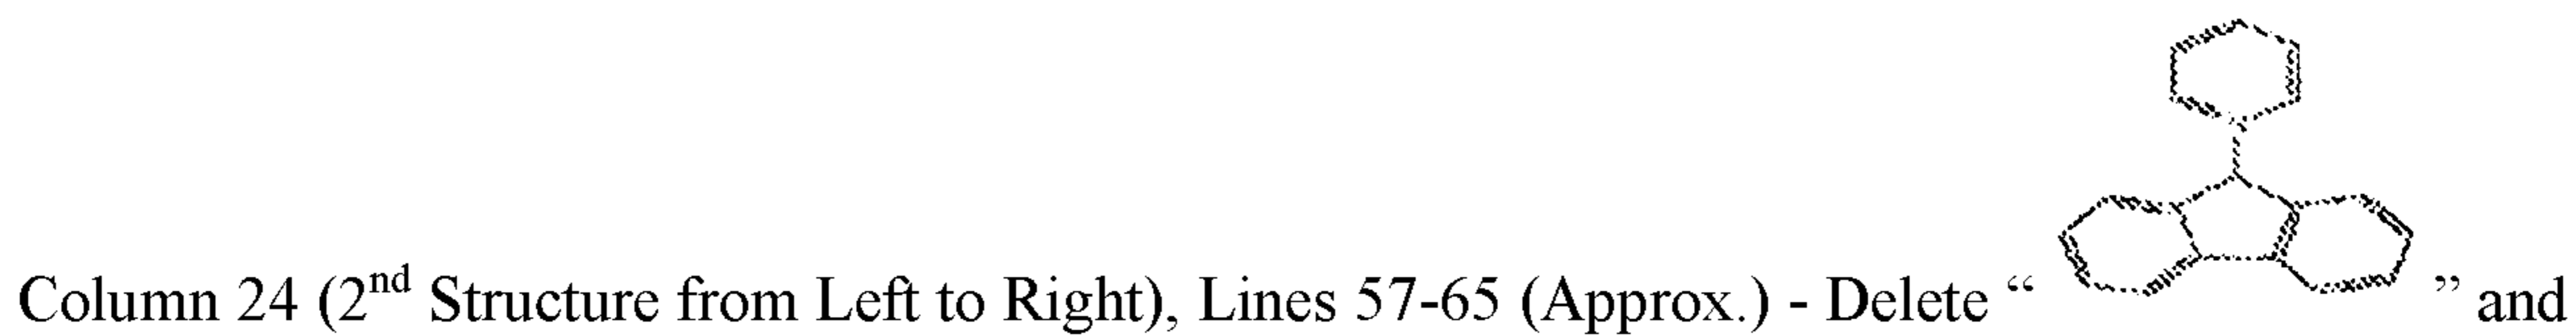 Column 24 (2nd Structure from Left to Right), Lines 57-65 (Approx.) - Delete “ ” and